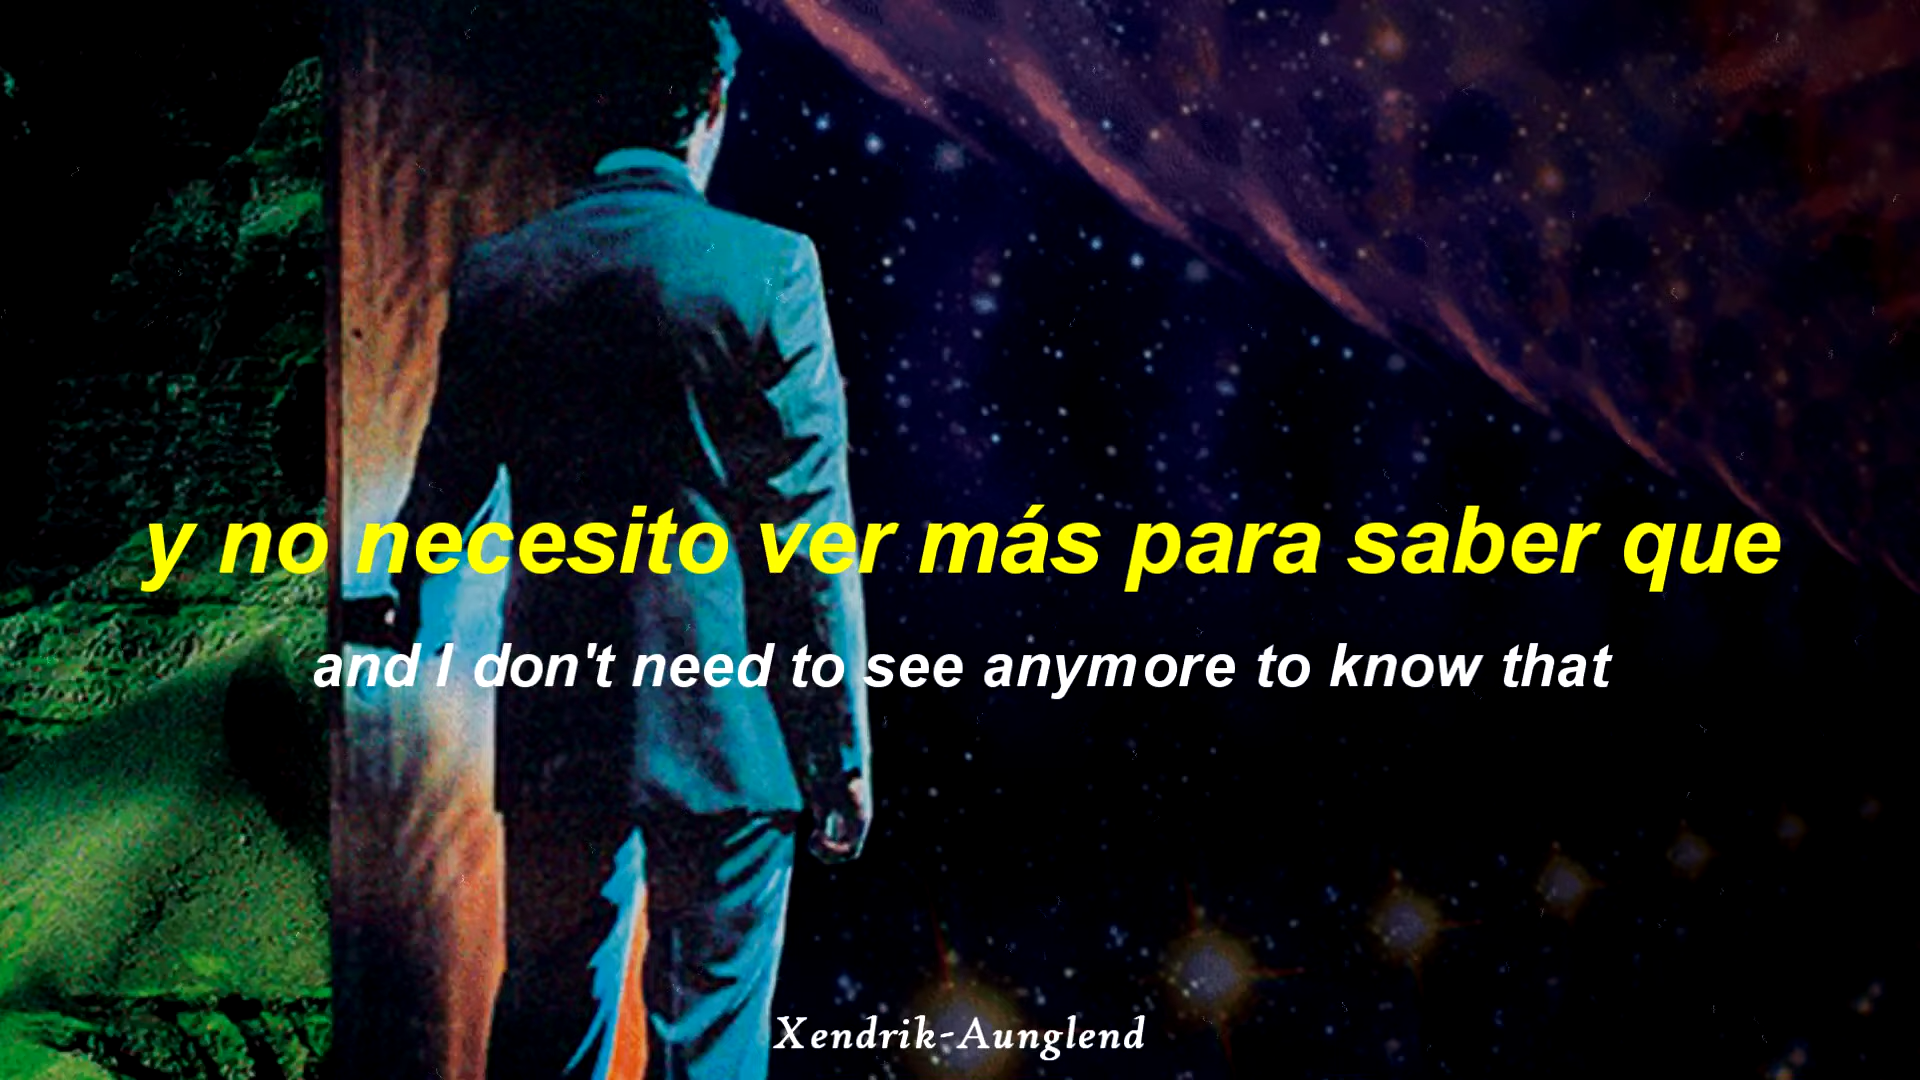 y no necesito ver más para saber que
and I don't need to see anymore to know that
Xendrik-Aunglend